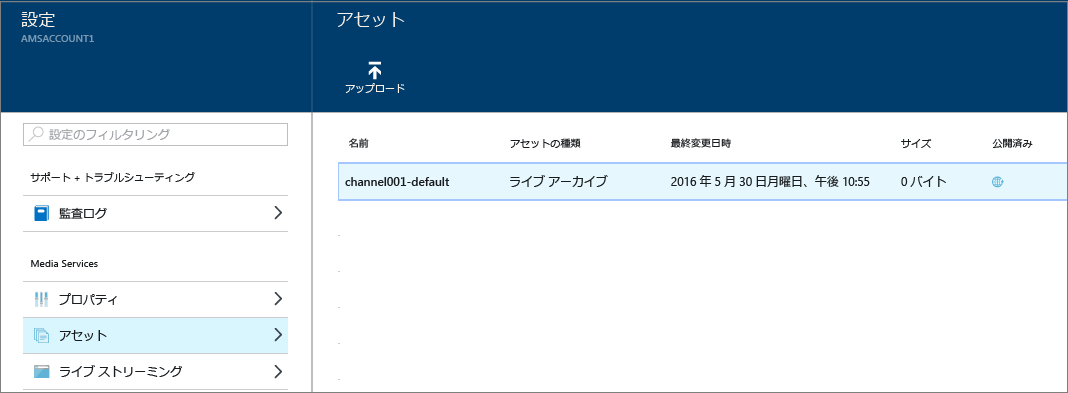 設定
AMSACCOUNT1
アセット
アップロード
設定のフィルタリング
サポート + トラブルシューティング
監査ログ
Media Services
プロパティ
アセット
ライブ ストリーミング
名前 アセットの種類 最終変更日時 サイズ 公開済み
channel001-default ライブ アーカイブ 2016 年 5 月 30 日月曜日、午後 10:55 0 バイト